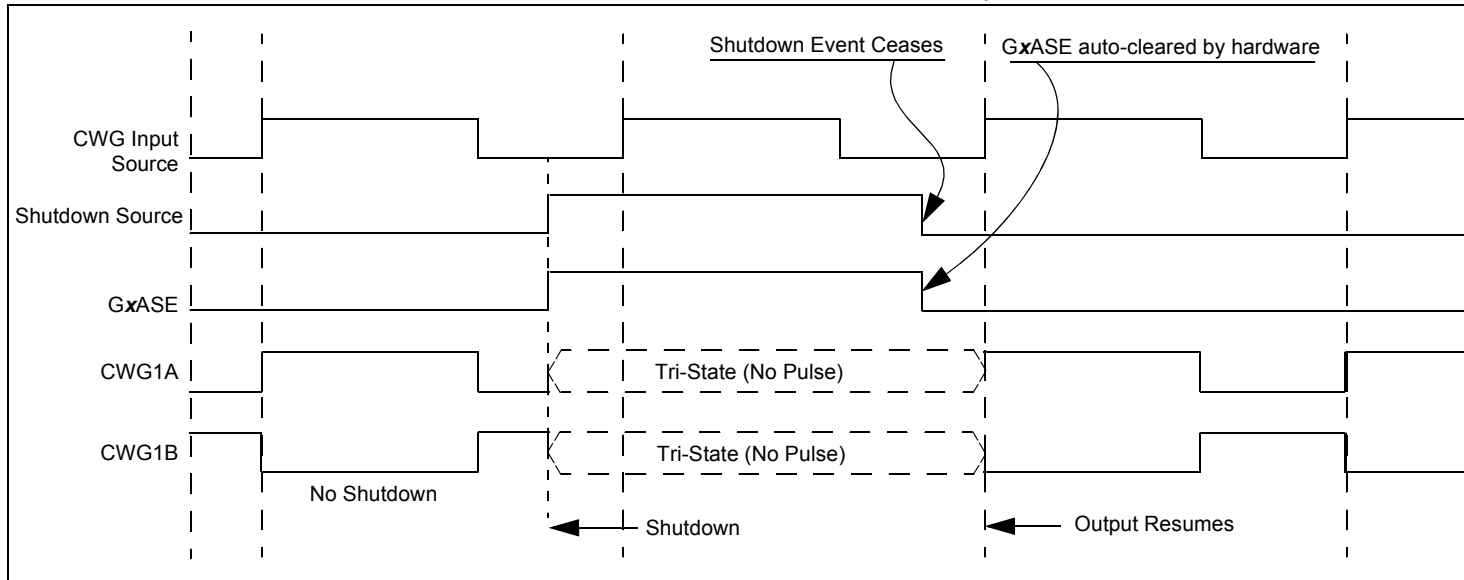 Shutdown Event Ceases
GxASE auto-cleared by hardware
CWG Input
Source
Shutdown Source
GxASE
CWG1A
Tri-State (No Pulse)
CWG1B
Tri-State (No Pulse)
No Shutdown
Shutdown
Output Resumes